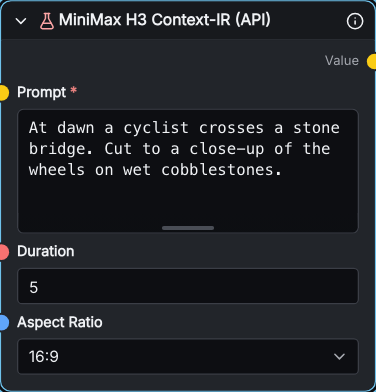 MiniMax H3 Context-IR (API)
Value
Prompt *
At dawn a cyclist crosses a stone
bridge. Cut to a close-up of the
wheels on wet cobblestones.
Duration
5
Aspect Ratio
16:9